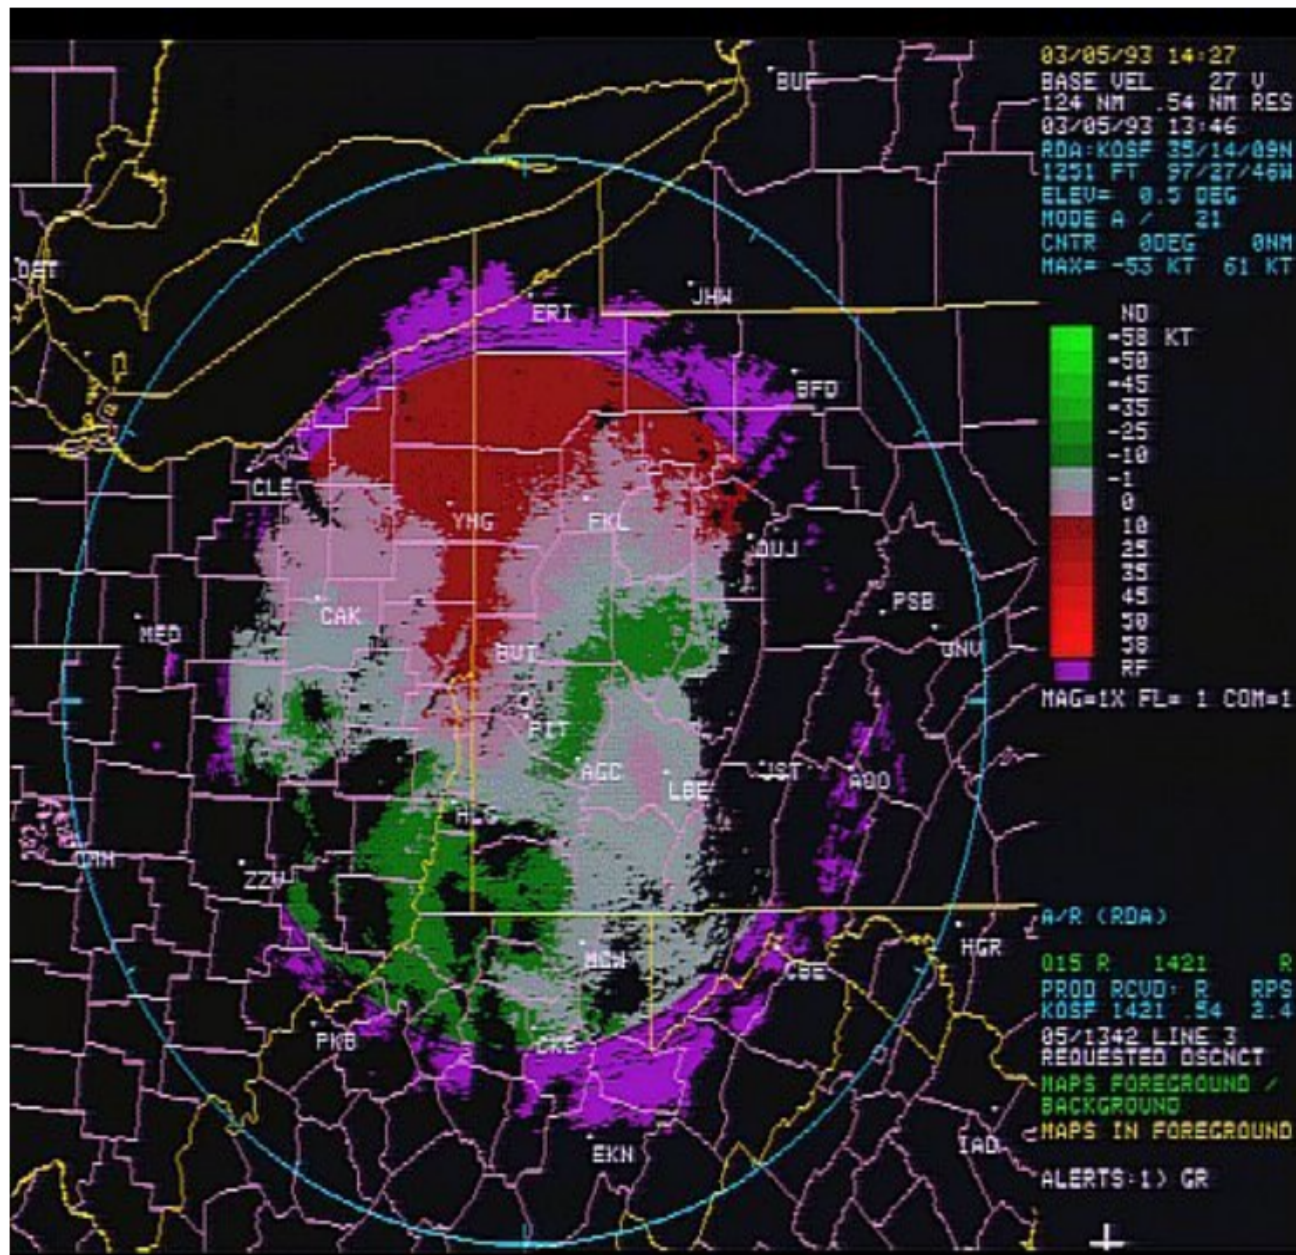 03/05/93 14:27
BASE VEL 27 V
124 NM .54 NM RES
03/05/93 13:46
RDA:KOSF 35/14/09N
1251 FT 97/27/46W
ELEV= 0.5 DEG
MODE A / 21
CNTR 0DEG 0NM
MAX= -53 KT 61 KT
ND
-58 KT
-50
-45
-35
-25
-10
-1
0
10
25
35
45
50
58
RF
MAG=1X FL= 1 COM=1
A/R (RDA)
Q15 R 1421 R
PROD RCVD: R RPS
KOSF 1421 .54 2.4
05/1342 LINE 3
REQUESTED DSCNCT
MAPS FOREGROUND /
BACKGROUND
MAPS IN FOREGROUND
ALERTS:1) GR
BUF
DET
ERI
JHW
BFD
CLE
YNG
FKL
DUJ
CAK
MFD
PSB
UNV
BVI
PIT
AGC
LBE
JST
AOO
HLG
CMH
ZZV
MGW
CBE
HGR
PKB
CKB
EKN
IAD